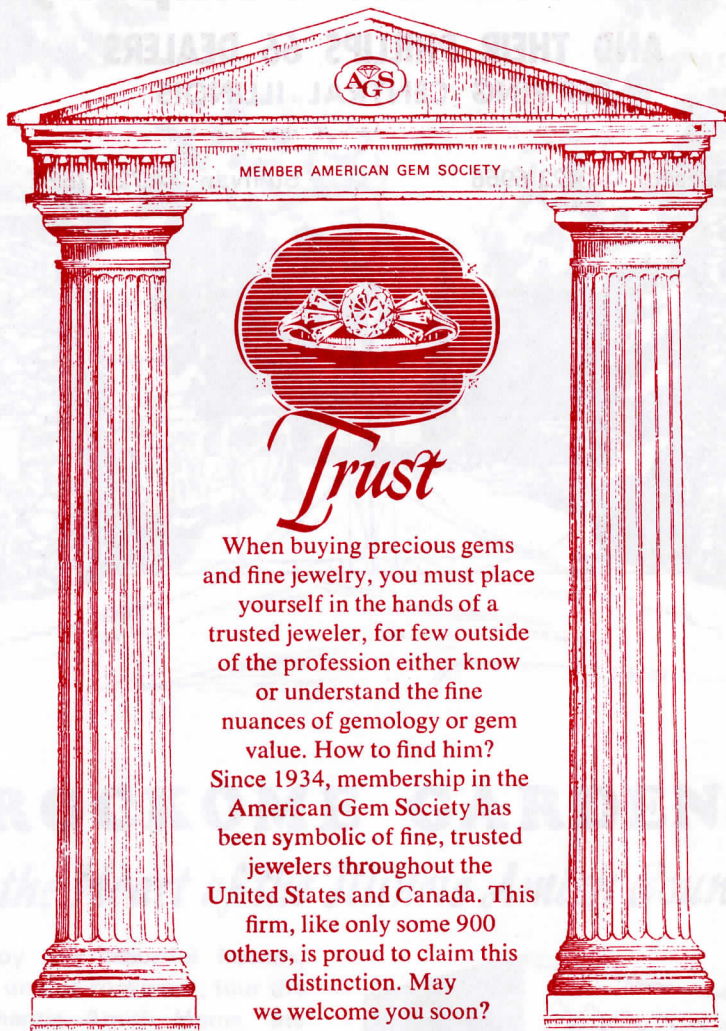 AGS
MEMBER AMERICAN GEM SOCIETY
Trust
When buying precious gems
and fine jewelry, you must place
yourself in the hands of a
trusted jeweler, for few outside
of the profession either know
or understand the fine
nuances of gemology or gem
value. How to find him?
Since 1934, membership in the
American Gem Society has
been symbolic of fine, trusted
jewelers throughout the
United States and Canada. This
firm, like only some 900
others, is proud to claim this
distinction. May
we welcome you soon?